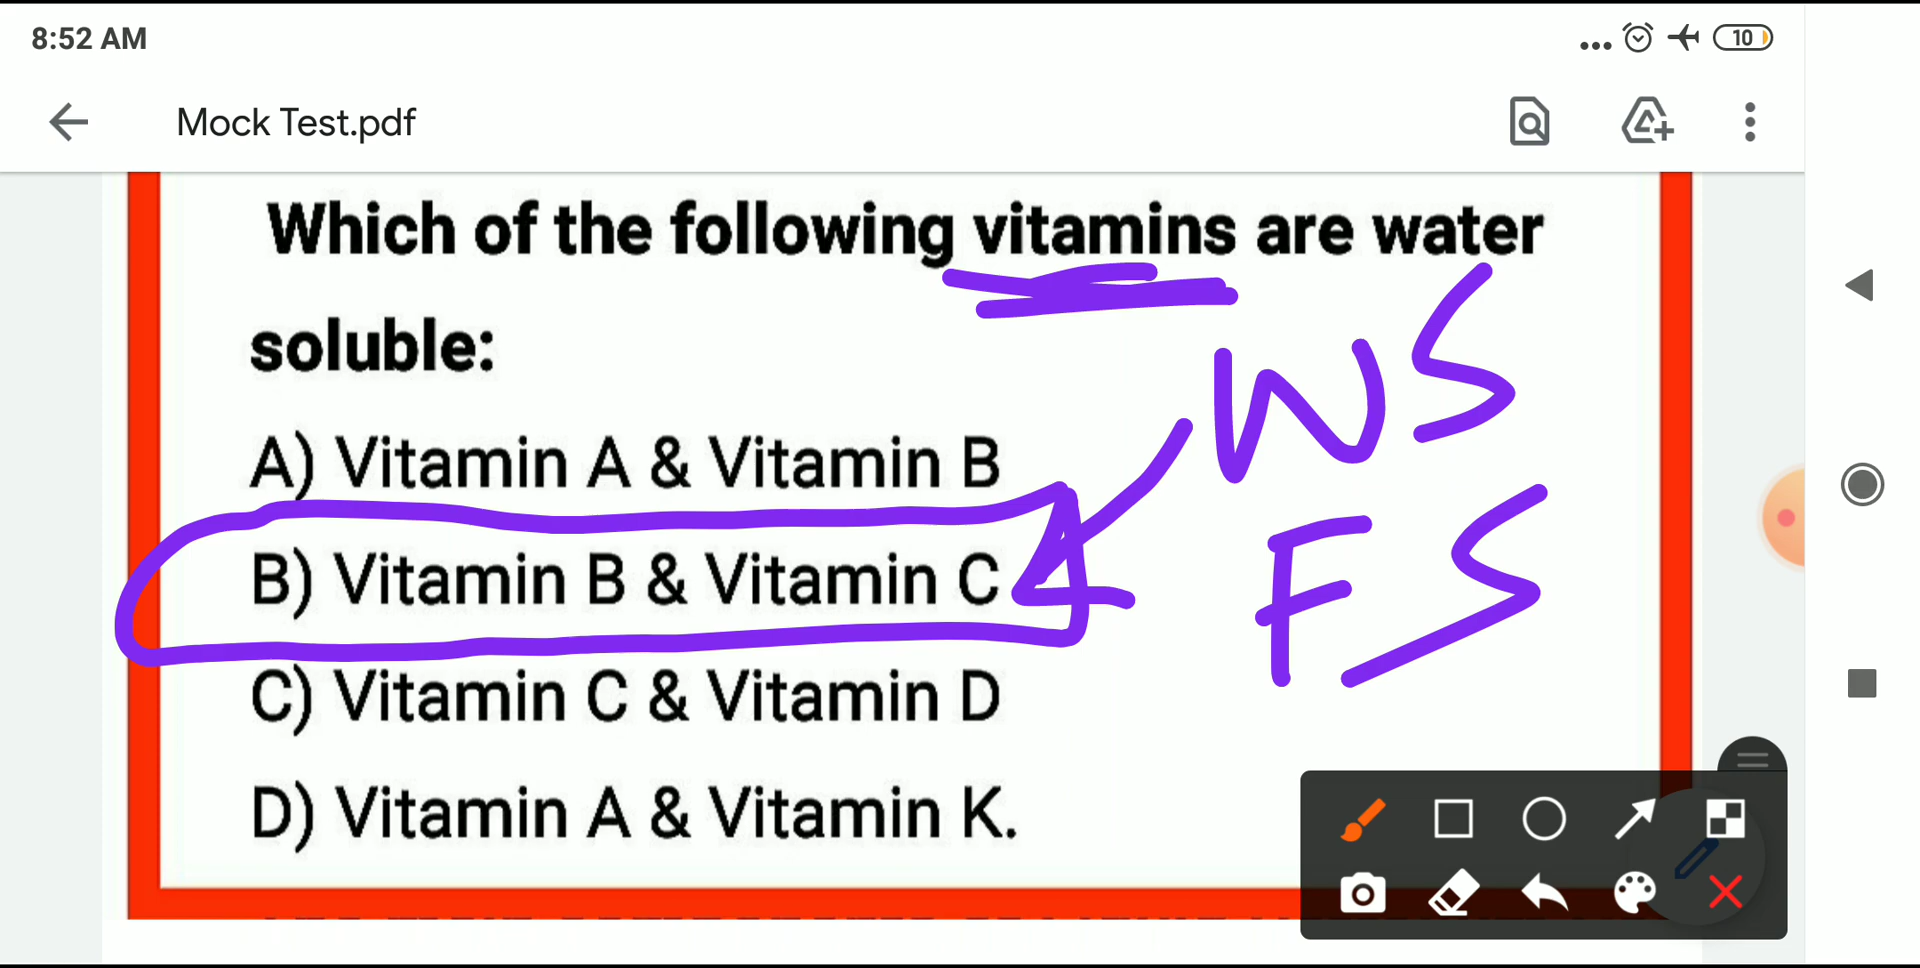 8:52 AM
10
Mock Test.pdf
Which of the following vitamins are water
soluble:
WS
A) Vitamin A & Vitamin B
B) Vitamin B & Vitamin C
FS
C) Vitamin C & Vitamin D
D) Vitamin A & Vitamin K.